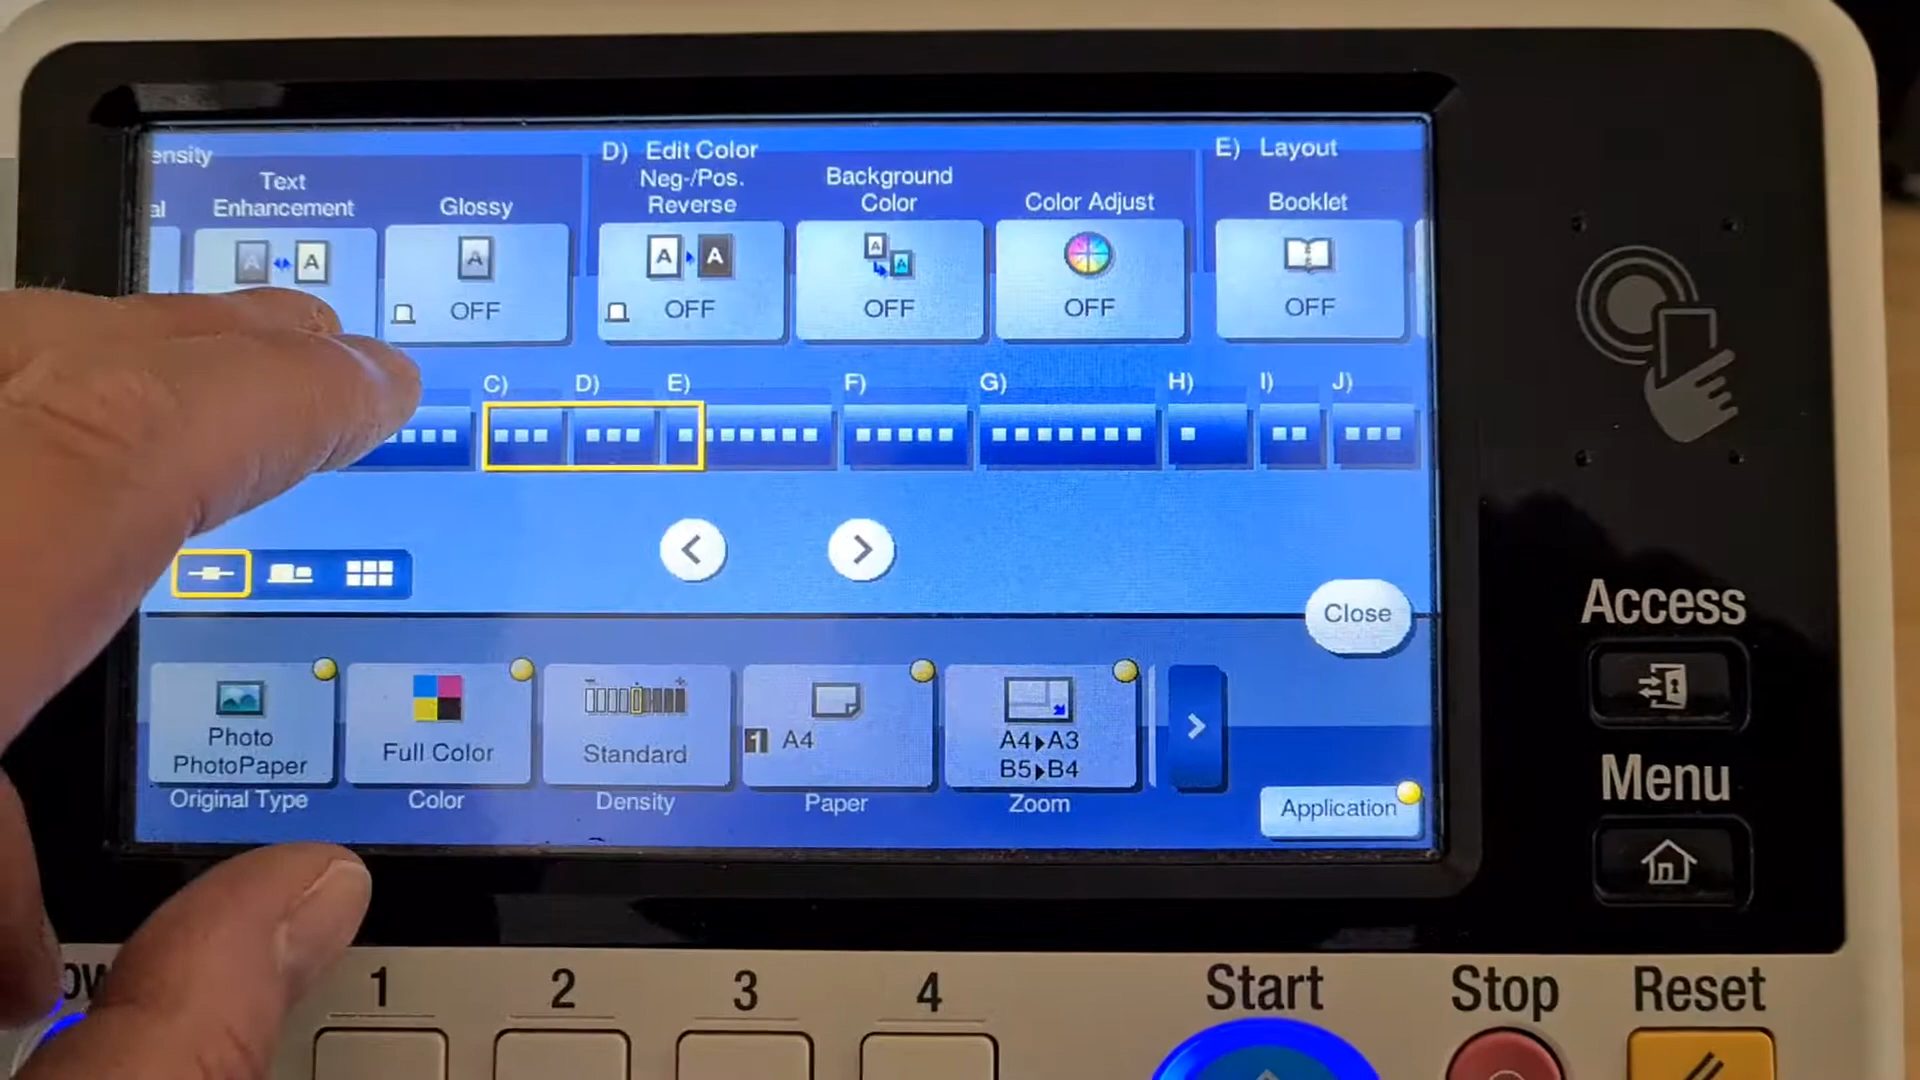 ensity
D) Edit Color
E) Layout
al
Text
Enhancement
Glossy
OFF
Neg-/Pos.
Reverse
OFF
Background
Color
OFF
Color Adjust
OFF
Booklet
OFF
C) D) E) F) G) H) I) J)
Close
Photo
PhotoPaper
Original Type
Full Color
Color
Standard
Density
1 A4
Paper
A4▸A3
B5▸B4
Zoom
Application
Access
Menu
1 2 3 4
Start Stop Reset